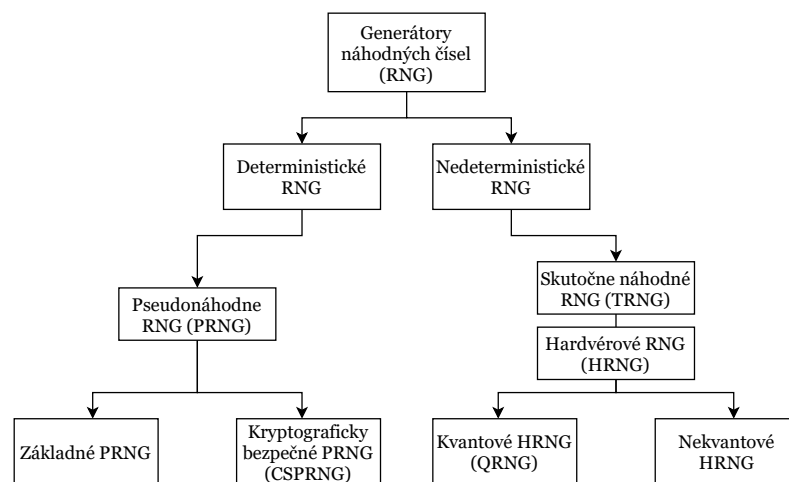 Generátory
náhodných čísel
(RNG)
Deterministické
RNG
Nedeterministické
RNG
Pseudonáhodne
RNG (PRNG)
Skutočne náhodné
RNG (TRNG)
Hardvérové RNG
(HRNG)
Základné PRNG
Kryptograficky
bezpečné PRNG
(CSPRNG)
Kvantové HRNG
(QRNG)
Nekvantové
HRNG